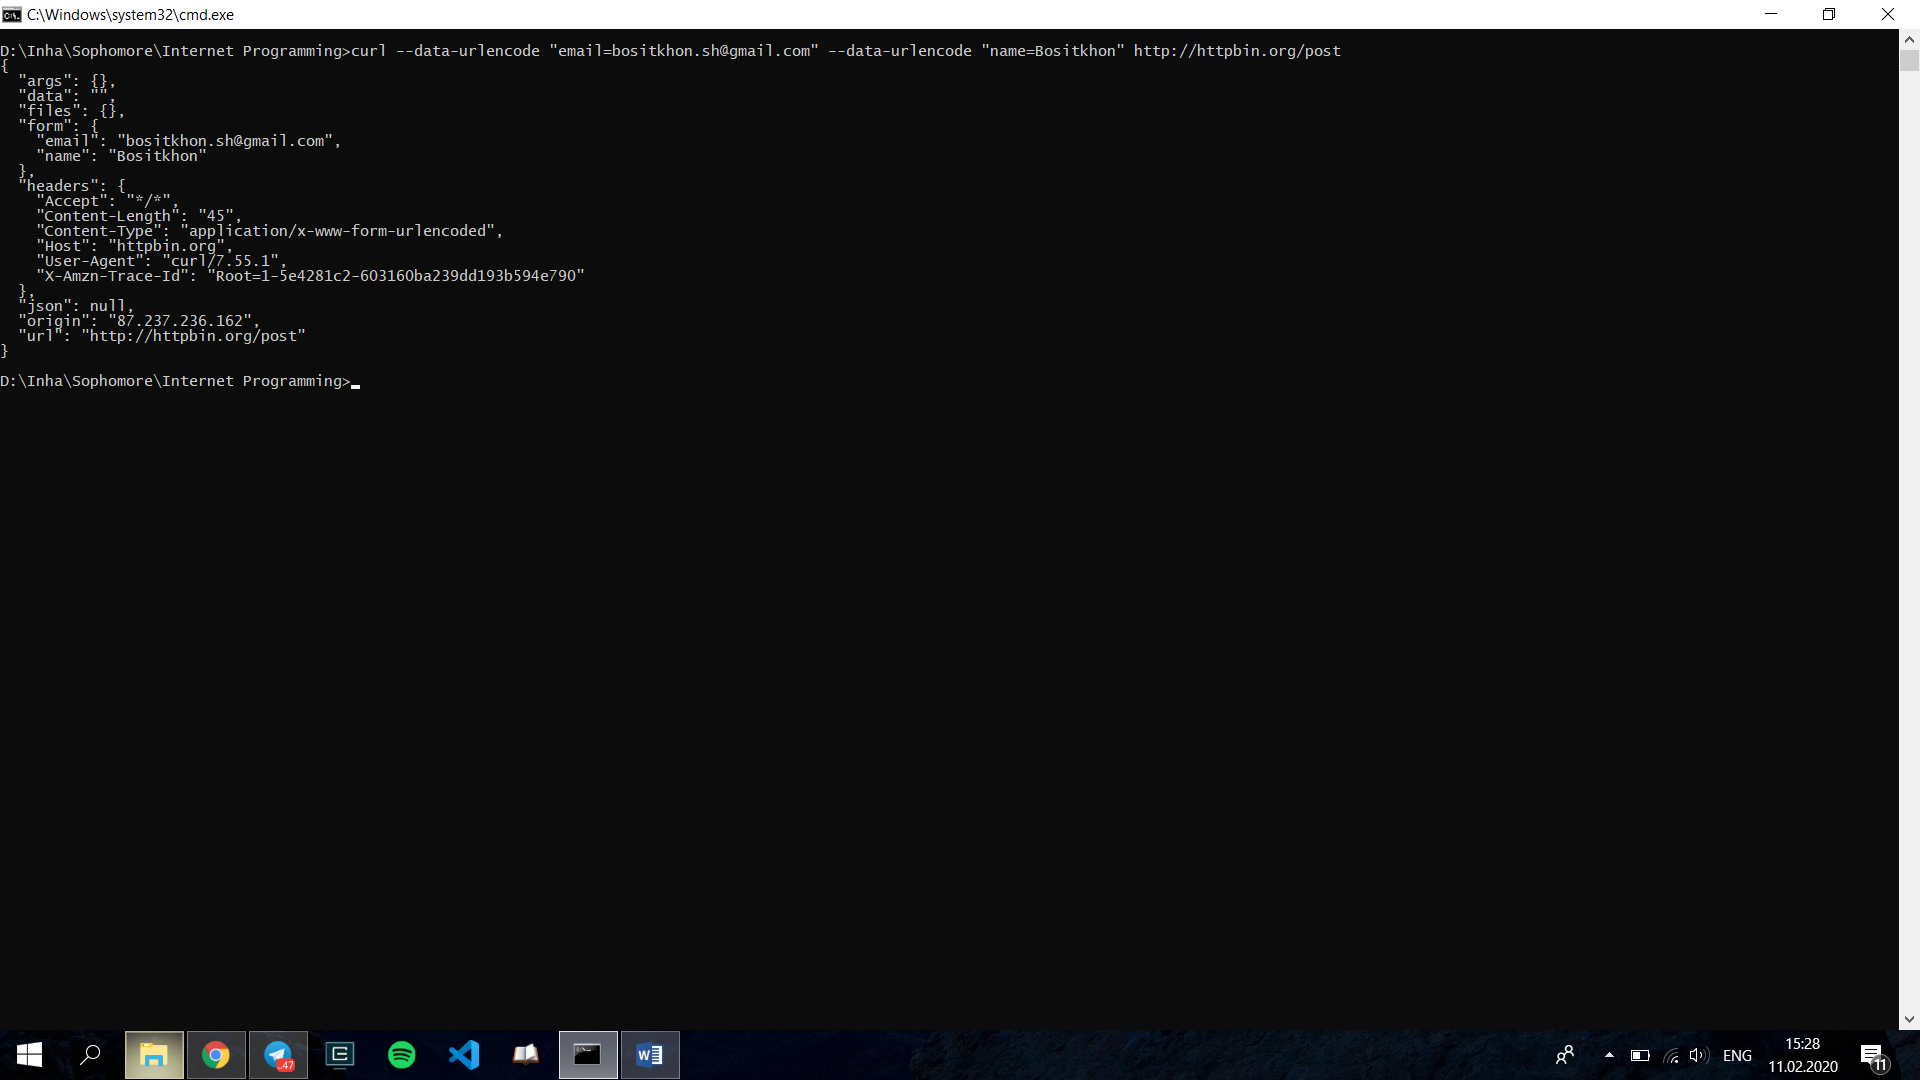 C:\Windows\system32\cmd.exe
D:\Inha\Sophomore\Internet Programming>curl --data-urlencode "email=bositkhon.sh@gmail.com" --data-urlencode "name=Bositkhon" http://httpbin.org/post
{
  "args": {},
  "data": "",
  "files": {},
  "form": {
    "email": "bositkhon.sh@gmail.com",
    "name": "Bositkhon"
  },
  "headers": {
    "Accept": "*/*",
    "Content-Length": "45",
    "Content-Type": "application/x-www-form-urlencoded",
    "Host": "httpbin.org",
    "User-Agent": "curl/7.55.1",
    "X-Amzn-Trace-Id": "Root=1-5e4281c2-603160ba239dd193b594e790"
  },
  "json": null,
  "origin": "87.237.236.162",
  "url": "http://httpbin.org/post"
}
D:\Inha\Sophomore\Internet Programming>
..47
ENG
15:28
11.02.2020
11